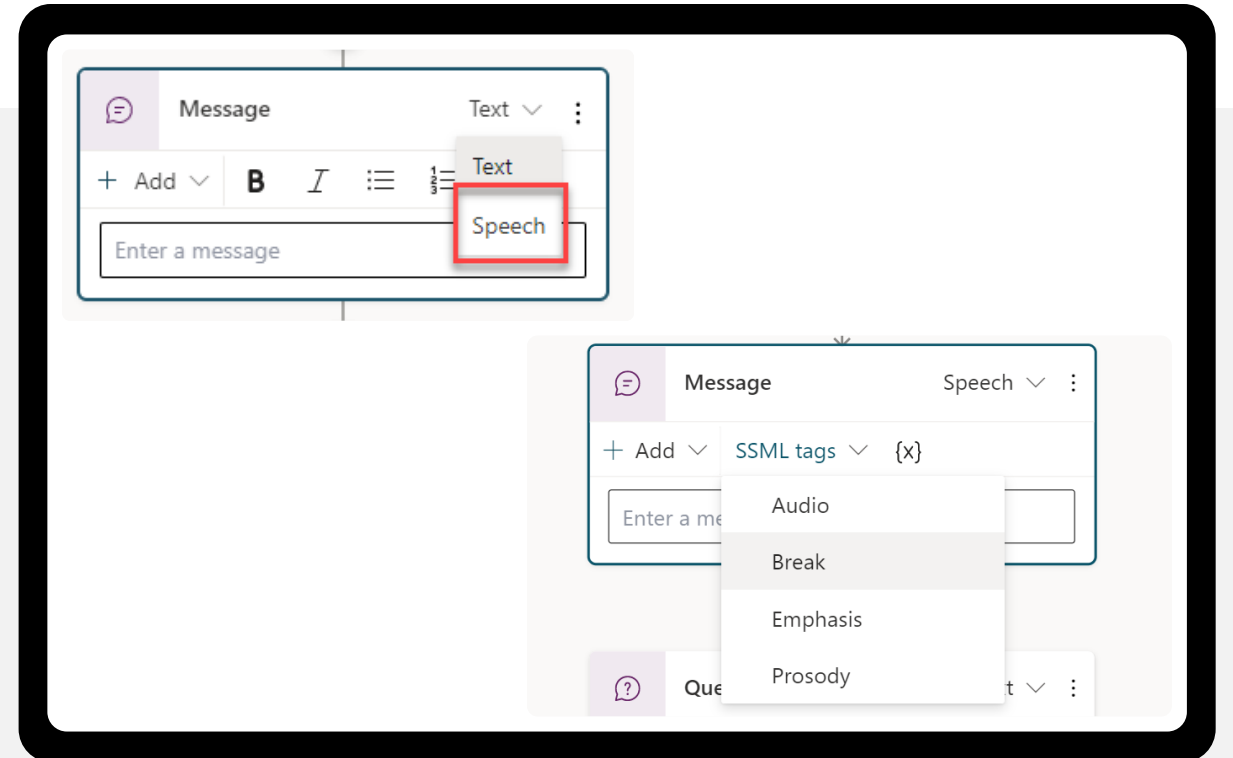 Message Text
Add B I
Text
Speech
Enter a message
Message Speech
Add SSML tags {x}
Enter a me
Audio
Break
Emphasis
Prosody
Que t